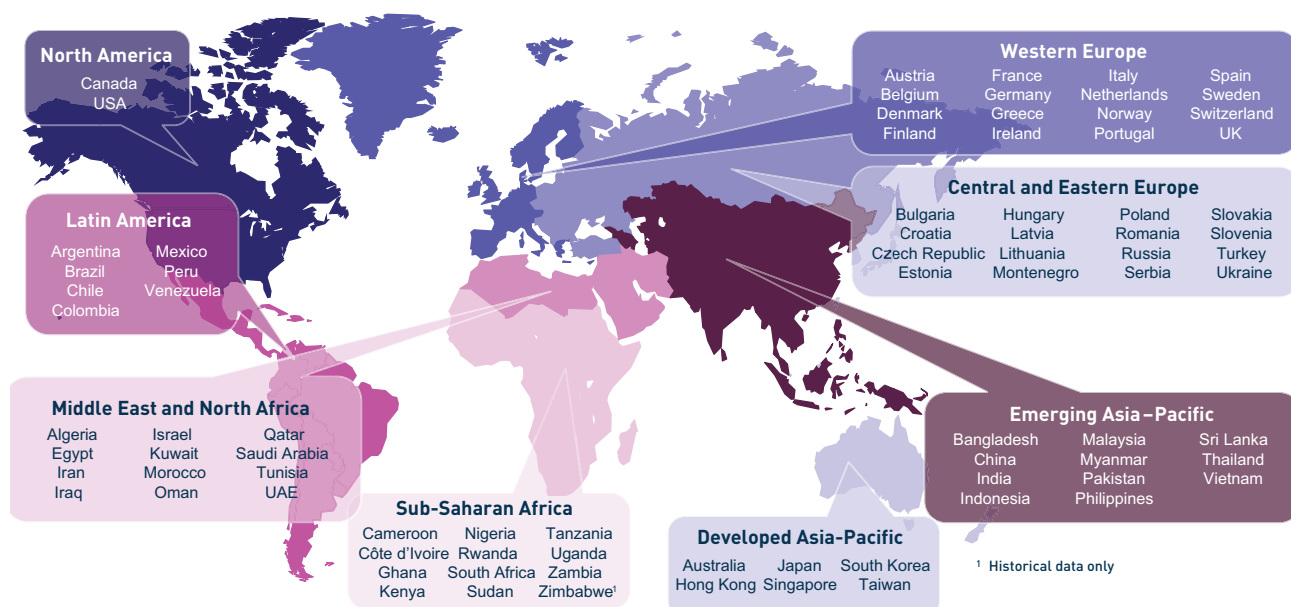 North America
Canada
USA
Western Europe
Austria France Italy Spain
Belgium Germany Netherlands Sweden
Denmark Greece Norway Switzerland
Finland Ireland Portugal UK
Latin America
Argentina Mexico
Brazil Peru
Chile Venezuela
Colombia
Central and Eastern Europe
Bulgaria Hungary Poland Slovakia
Croatia Latvia Romania Slovenia
Czech Republic Lithuania Russia Turkey
Estonia Montenegro Serbia Ukraine
Middle East and North Africa
Algeria Israel Qatar
Egypt Kuwait Saudi Arabia
Iran Morocco Tunisia
Iraq Oman UAE
Emerging Asia–Pacific
Bangladesh Malaysia Sri Lanka
China Myanmar Thailand
India Pakistan Vietnam
Indonesia Philippines
Sub-Saharan Africa
Cameroon Nigeria Tanzania
Côte d’Ivoire Rwanda Uganda
Ghana South Africa Zambia
Kenya Sudan Zimbabwe¹
Developed Asia-Pacific
Australia Japan South Korea
Hong Kong Singapore Taiwan
¹ Historical data only